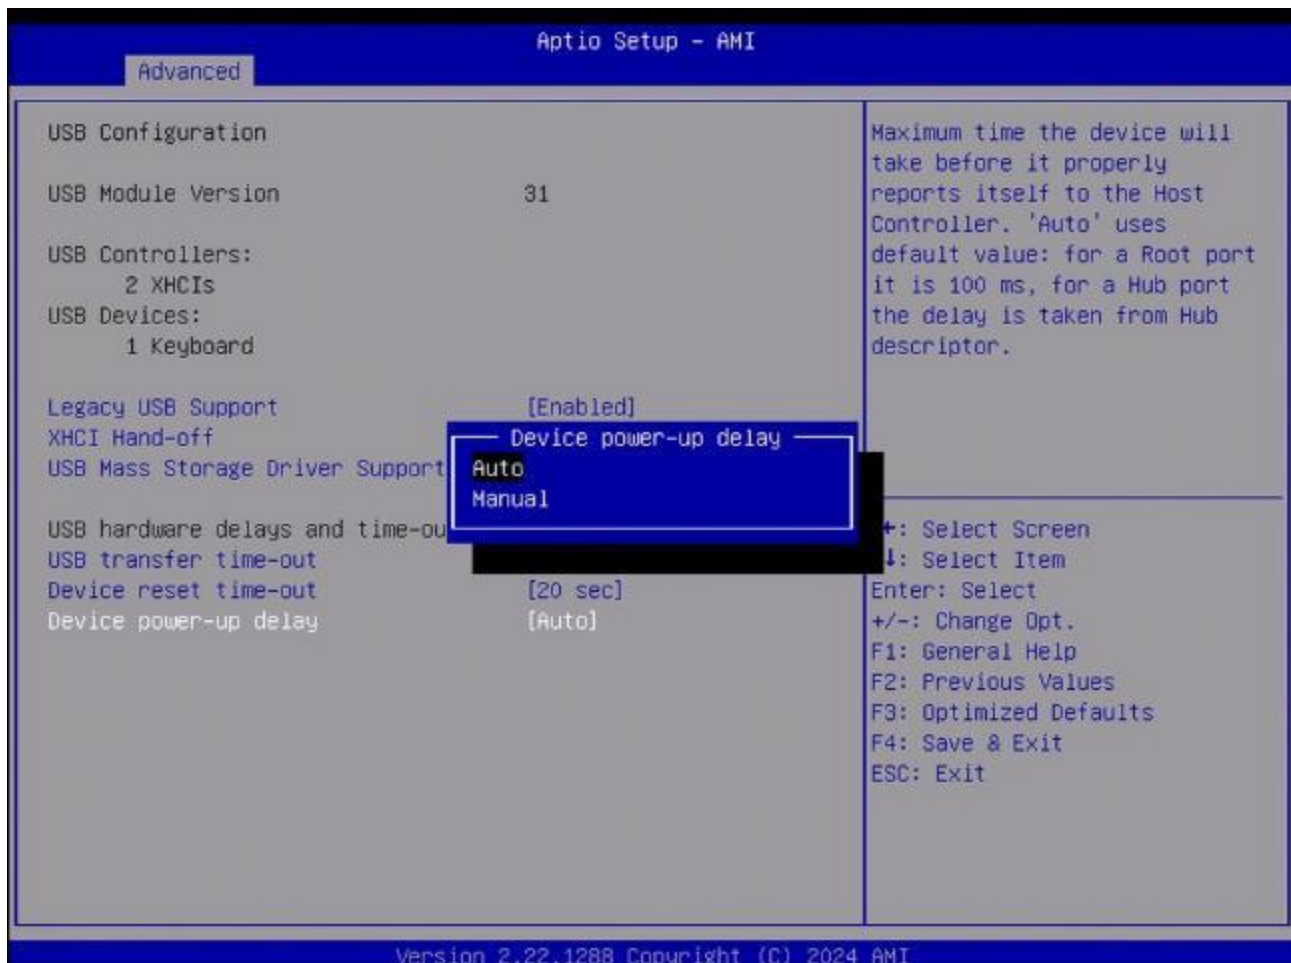 Aptio Setup – AMI
Advanced
USB Configuration
USB Module Version 31
USB Controllers:
2 XHCIs
USB Devices:
1 Keyboard
Legacy USB Support [Enabled]
XHCI Hand-off
USB Mass Storage Driver Support
USB hardware delays and time-ou
USB transfer time-out
Device reset time-out [20 sec]
Device power-up delay [Auto]
Device power-up delay
Auto
Manual
Maximum time the device will
take before it properly
reports itself to the Host
Controller. 'Auto' uses
default value: for a Root port
it is 100 ms, for a Hub port
the delay is taken from Hub
descriptor.
: Select Screen
↓: Select Item
Enter: Select
+/-: Change Opt.
F1: General Help
F2: Previous Values
F3: Optimized Defaults
F4: Save & Exit
ESC: Exit
Version 2.22.1288 Copyright (C) 2024 AMI